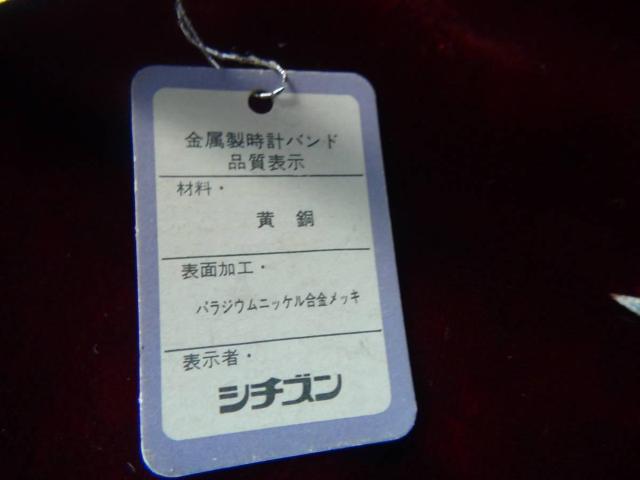 金属製時計バンド
品質表示
材料・
黄銅
表面加工・
パラジウムニッケル合金メッキ
表示者・
シチズン